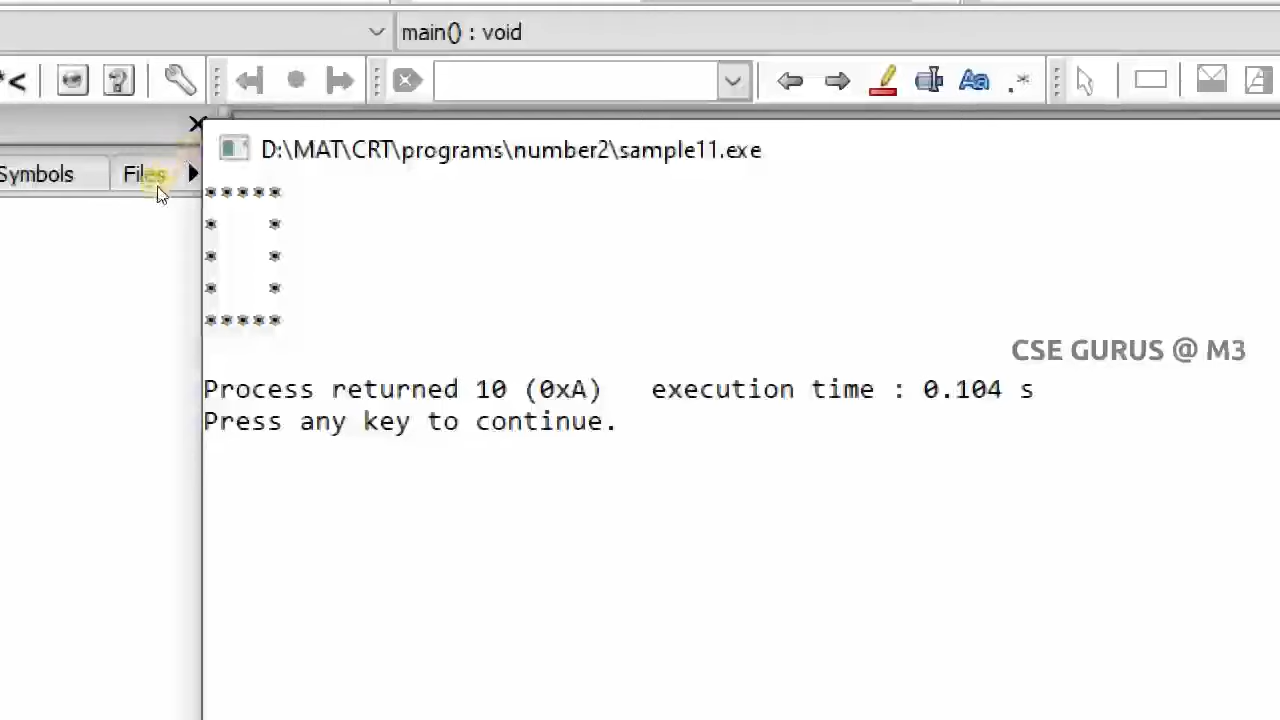 main() : void
*<
Aa
.*
Symbols
Files
D:\MAT\CRT\programs\number2\sample11.exe
*****
*   *
*   *
*   *
*****
CSE GURUS @ M3
Process returned 10 (0xA)   execution time : 0.104 s
Press any key to continue.